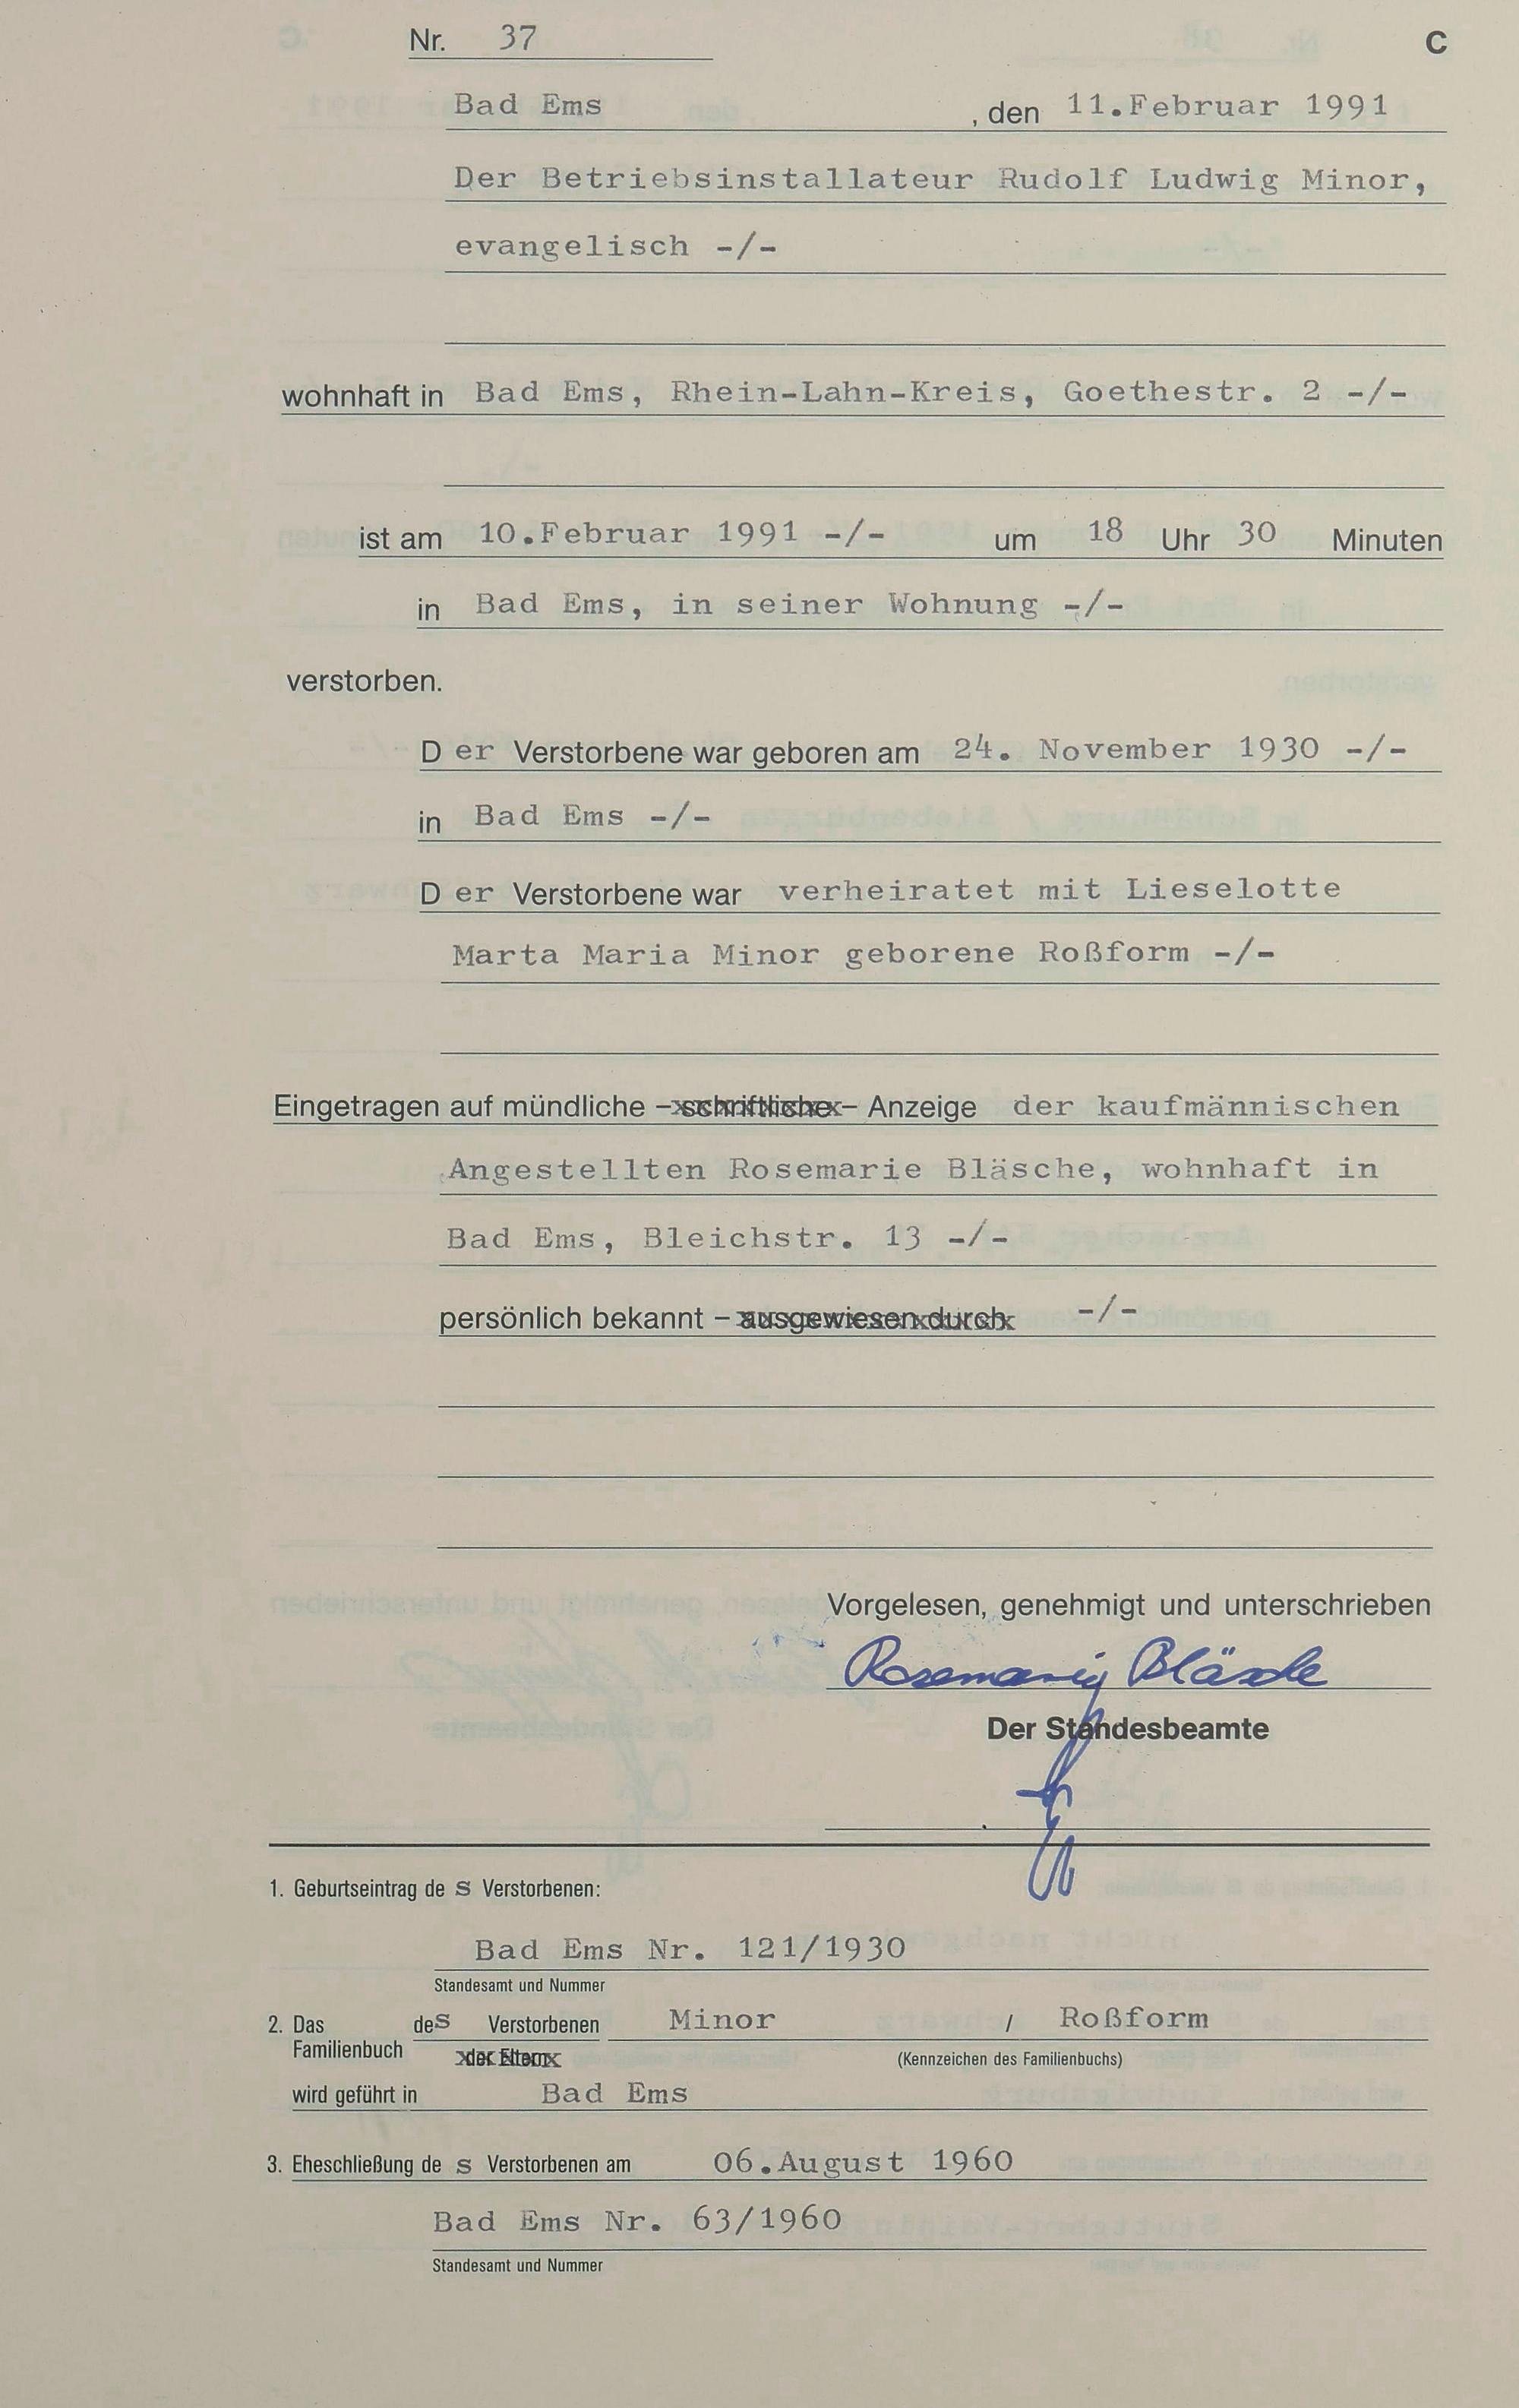 Nr. 37 C
Bad Ems , den 11.Februar 1991
Der Betriebsinstallateur Rudolf Ludwig Minor,
evangelisch -/-
wohnhaft in Bad Ems, Rhein-Lahn-Kreis, Goethestr. 2 -/-
ist am 10.Februar 1991 -/- um 18 Uhr 30 Minuten
in Bad Ems, in seiner Wohnung -/-
verstorben.
D er Verstorbene war geboren am 24. November 1930 -/-
in Bad Ems -/-
D er Verstorbene war verheiratet mit Lieselotte
Marta Maria Minor geborene Roßform -/-
Eingetragen auf mündliche – schriftliche – Anzeige der kaufmännischen
Angestellten Rosemarie Bläsche, wohnhaft in
Bad Ems, Bleichstr. 13 -/-
persönlich bekannt – ausgewiesen durch -/-
Vorgelesen, genehmigt und unterschrieben
Rosemarie Bläsche
Der Standesbeamte
1. Geburtseintrag de s Verstorbenen:
Bad Ems Nr. 121/1930
Standesamt und Nummer
2. Das des Verstorbenen Minor / Roßform
Familienbuch der Eltern (Kennzeichen des Familienbuchs)
wird geführt in Bad Ems
3. Eheschließung de s Verstorbenen am 06.August 1960
Bad Ems Nr. 63/1960
Standesamt und Nummer